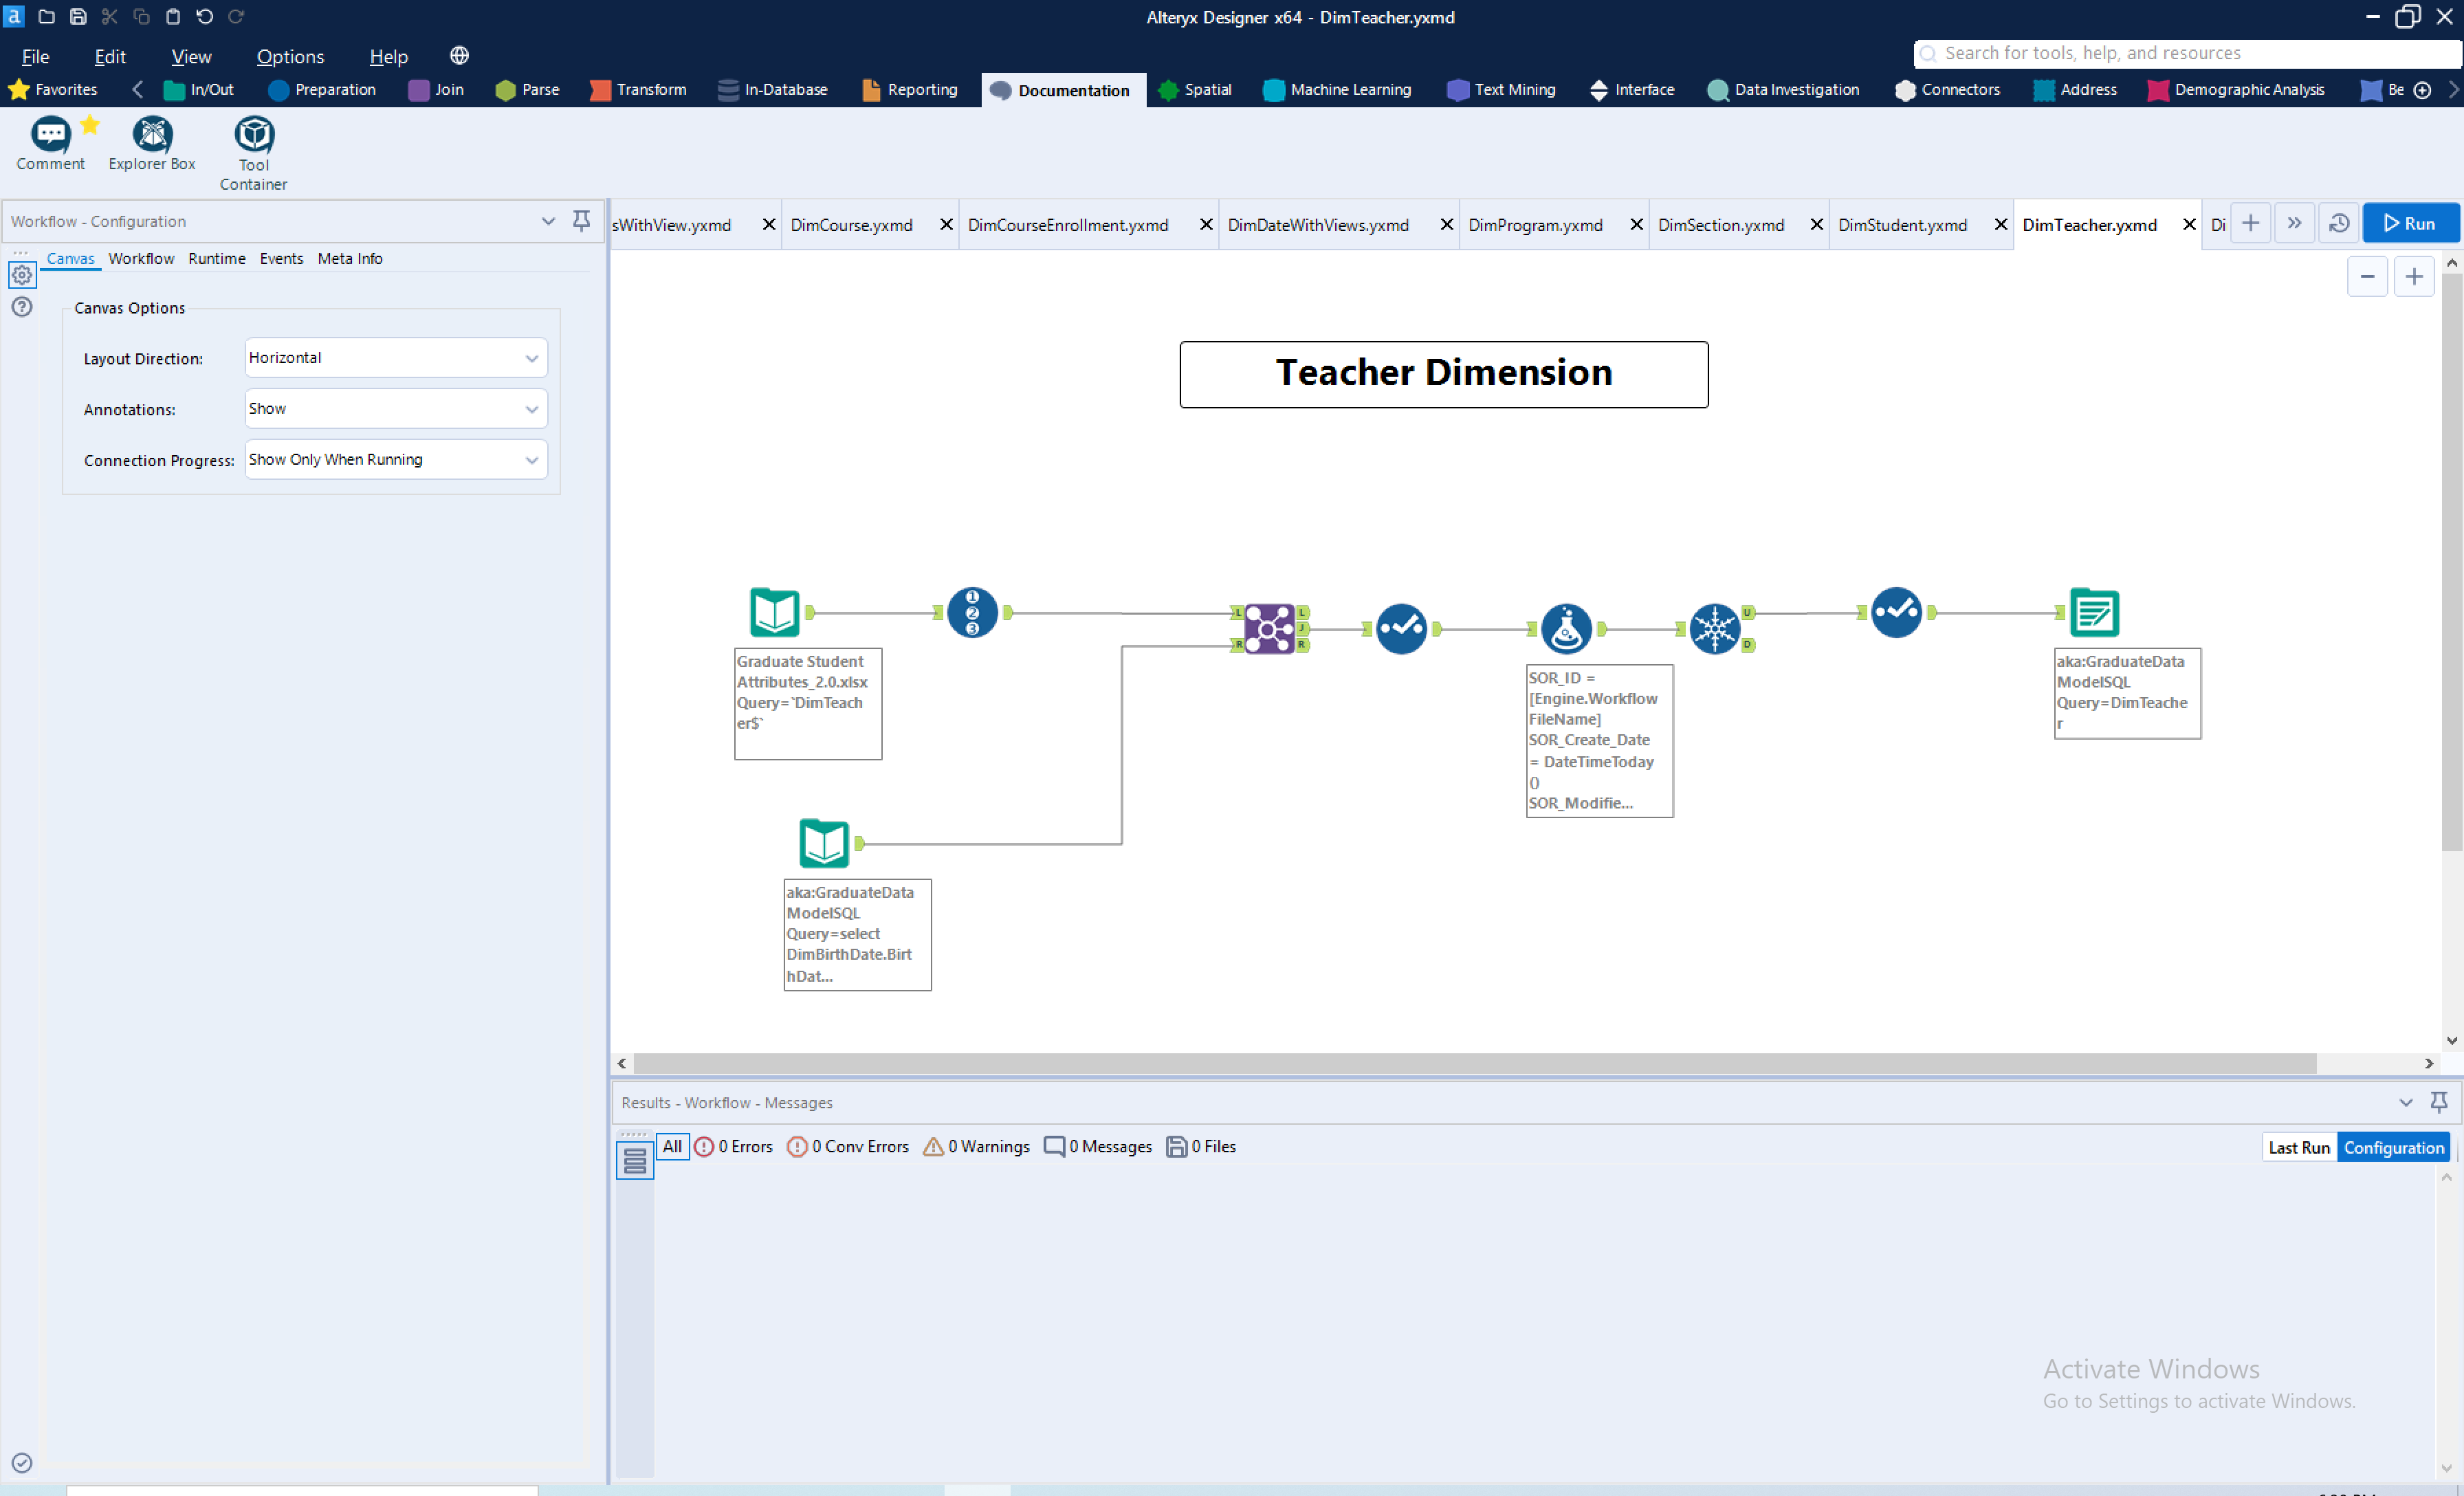 Alteryx Designer x64 - DimTeacher.yxmd
File Edit View Options Help
Search for tools, help, and resources
Favorites In/Out Preparation Join Parse Transform In-Database Reporting Documentation Spatial Machine Learning Text Mining Interface Data Investigation Connectors Address Demographic Analysis Be
Comment Explorer Box Tool
Container
Workflow - Configuration
sWithView.yxmd DimCourse.yxmd DimCourseEnrollment.yxmd DimDateWithViews.yxmd DimProgram.yxmd DimSection.yxmd DimStudent.yxmd DimTeacher.yxmd Di Run
Canvas Workflow Runtime Events Meta Info
Canvas Options
Layout Direction: Horizontal
Annotations: Show
Connection Progress: Show Only When Running
Teacher Dimension
1
2
3
L
R
L
J
R
U
D
Graduate Student
Attributes_2.0.xlsx
Query=`DimTeach
er$`
SOR_ID =
[Engine.Workflow
FileName]
SOR_Create_Date
= DateTimeToday
()
SOR_Modifie...
aka:GraduateData
ModelSQL
Query=DimTeache
r
aka:GraduateData
ModelSQL
Query=select
DimBirthDate.Birt
hDat...
Results - Workflow - Messages
All 0 Errors 0 Conv Errors 0 Warnings 0 Messages 0 Files
Last Run Configuration
Activate Windows
Go to Settings to activate Windows.